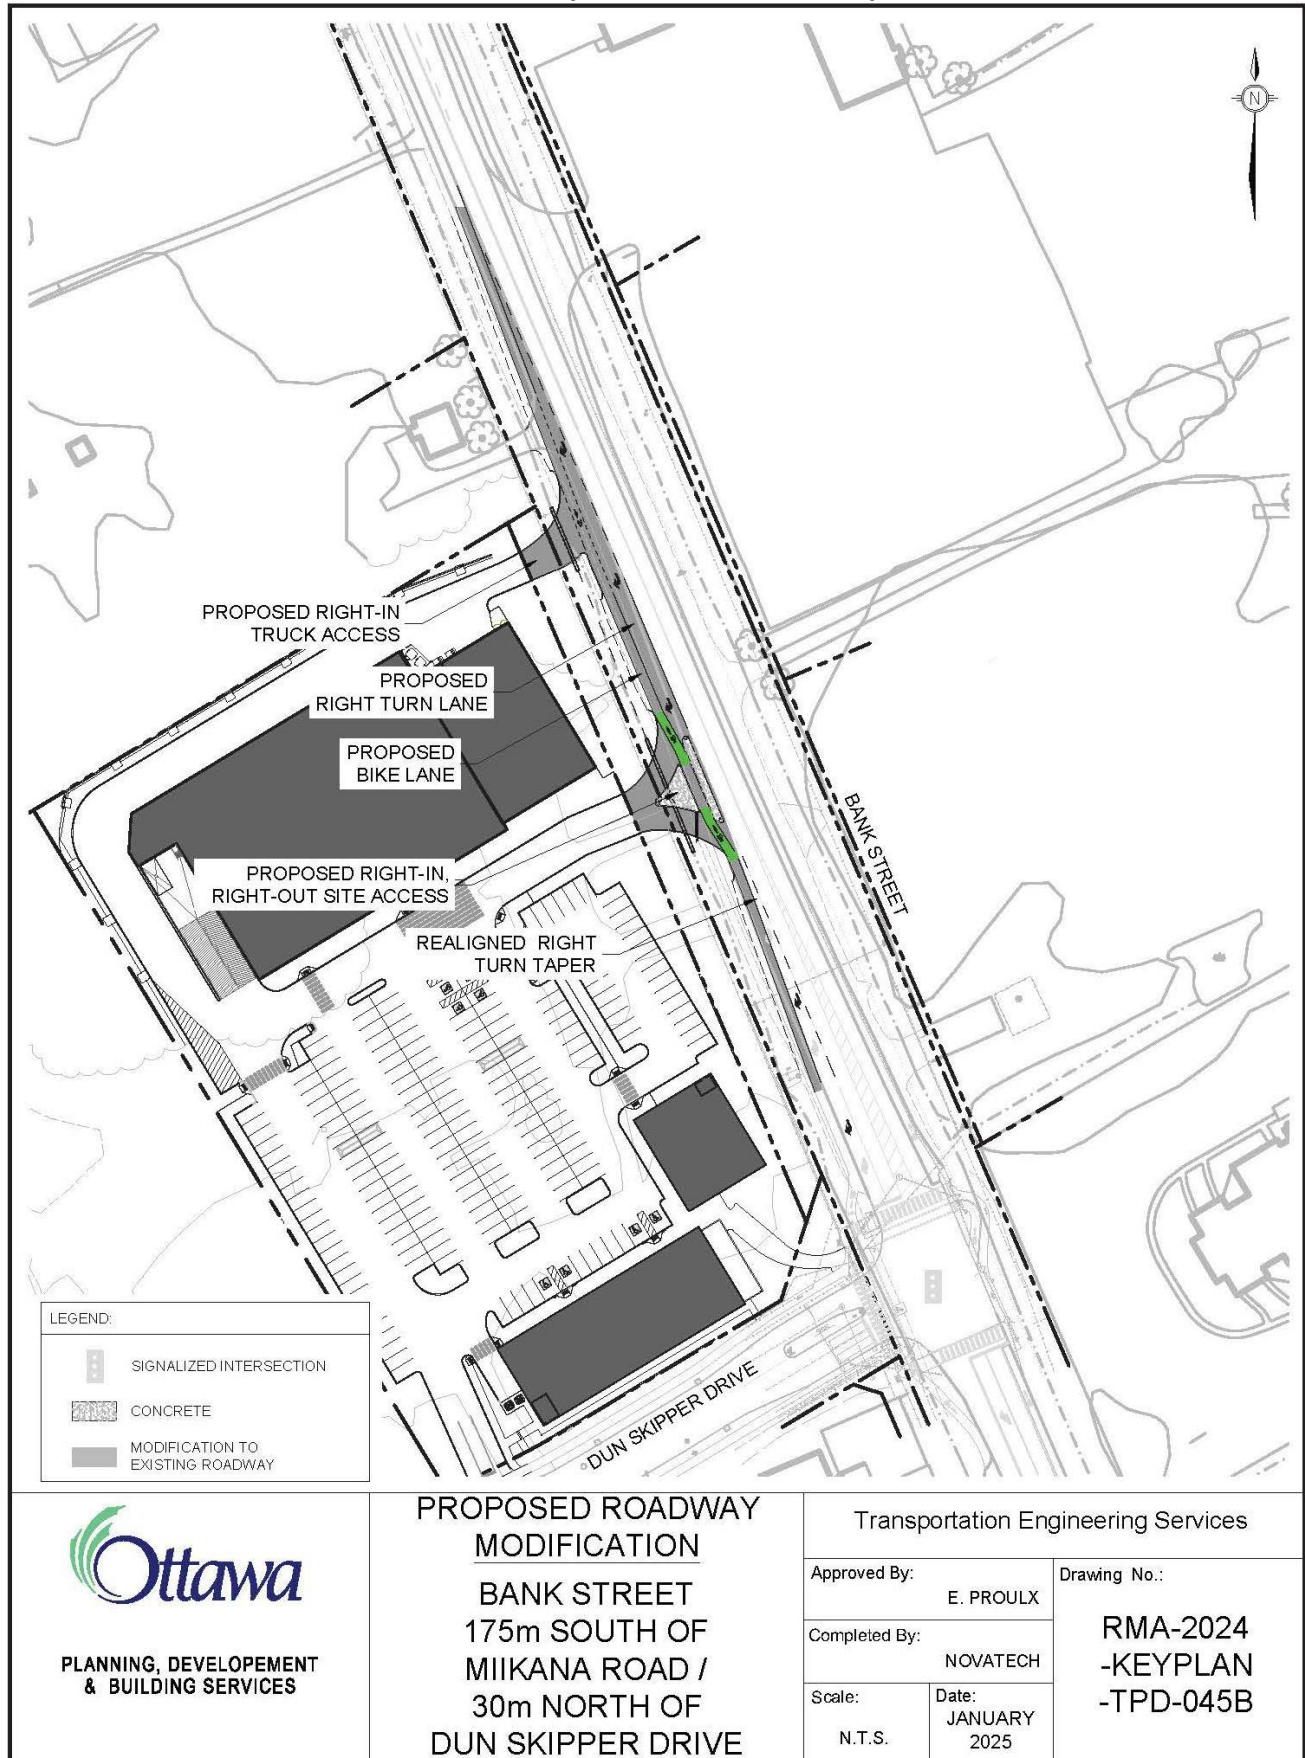 N
PROPOSED RIGHT-IN
TRUCK ACCESS
PROPOSED
RIGHT TURN LANE
PROPOSED
BIKE LANE
PROPOSED RIGHT-IN,
RIGHT-OUT SITE ACCESS
REALIGNED RIGHT
TURN TAPER
BANK STREET
DUN SKIPPER DRIVE
LEGEND:
SIGNALIZED INTERSECTION
CONCRETE
MODIFICATION TO
EXISTING ROADWAY
Ottawa
PLANNING, DEVELOPEMENT
& BUILDING SERVICES
PROPOSED ROADWAY
MODIFICATION
BANK STREET
175m SOUTH OF
MIIKANA ROAD /
30m NORTH OF
DUN SKIPPER DRIVE
Transportation Engineering Services
Approved By:
E. PROULX
Completed By:
NOVATECH
Scale:
N.T.S.
Date:
JANUARY
2025
Drawing No.:
RMA-2024
-KEYPLAN
-TPD-045B